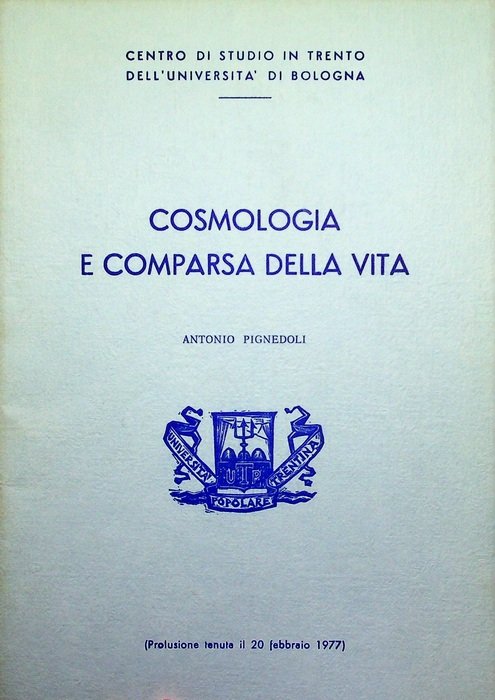 CENTRO DI STUDIO IN TRENTO
DELL'UNIVERSITA' DI BOLOGNA
COSMOLOGIA
E COMPARSA DELLA VITA
ANTONIO PIGNEDOLI
UNIVERSITÀ
UTP
TRENTINA
POPOLARE
(Prolusione tenuta il 20 febbraio 1977)